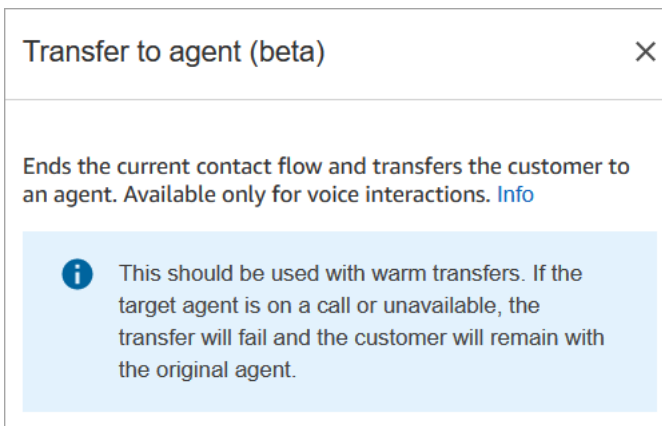 Transfer to agent (beta)
Ends the current contact flow and transfers the customer to
an agent. Available only for voice interactions. Info
This should be used with warm transfers. If the
target agent is on a call or unavailable, the
transfer will fail and the customer will remain with
the original agent.